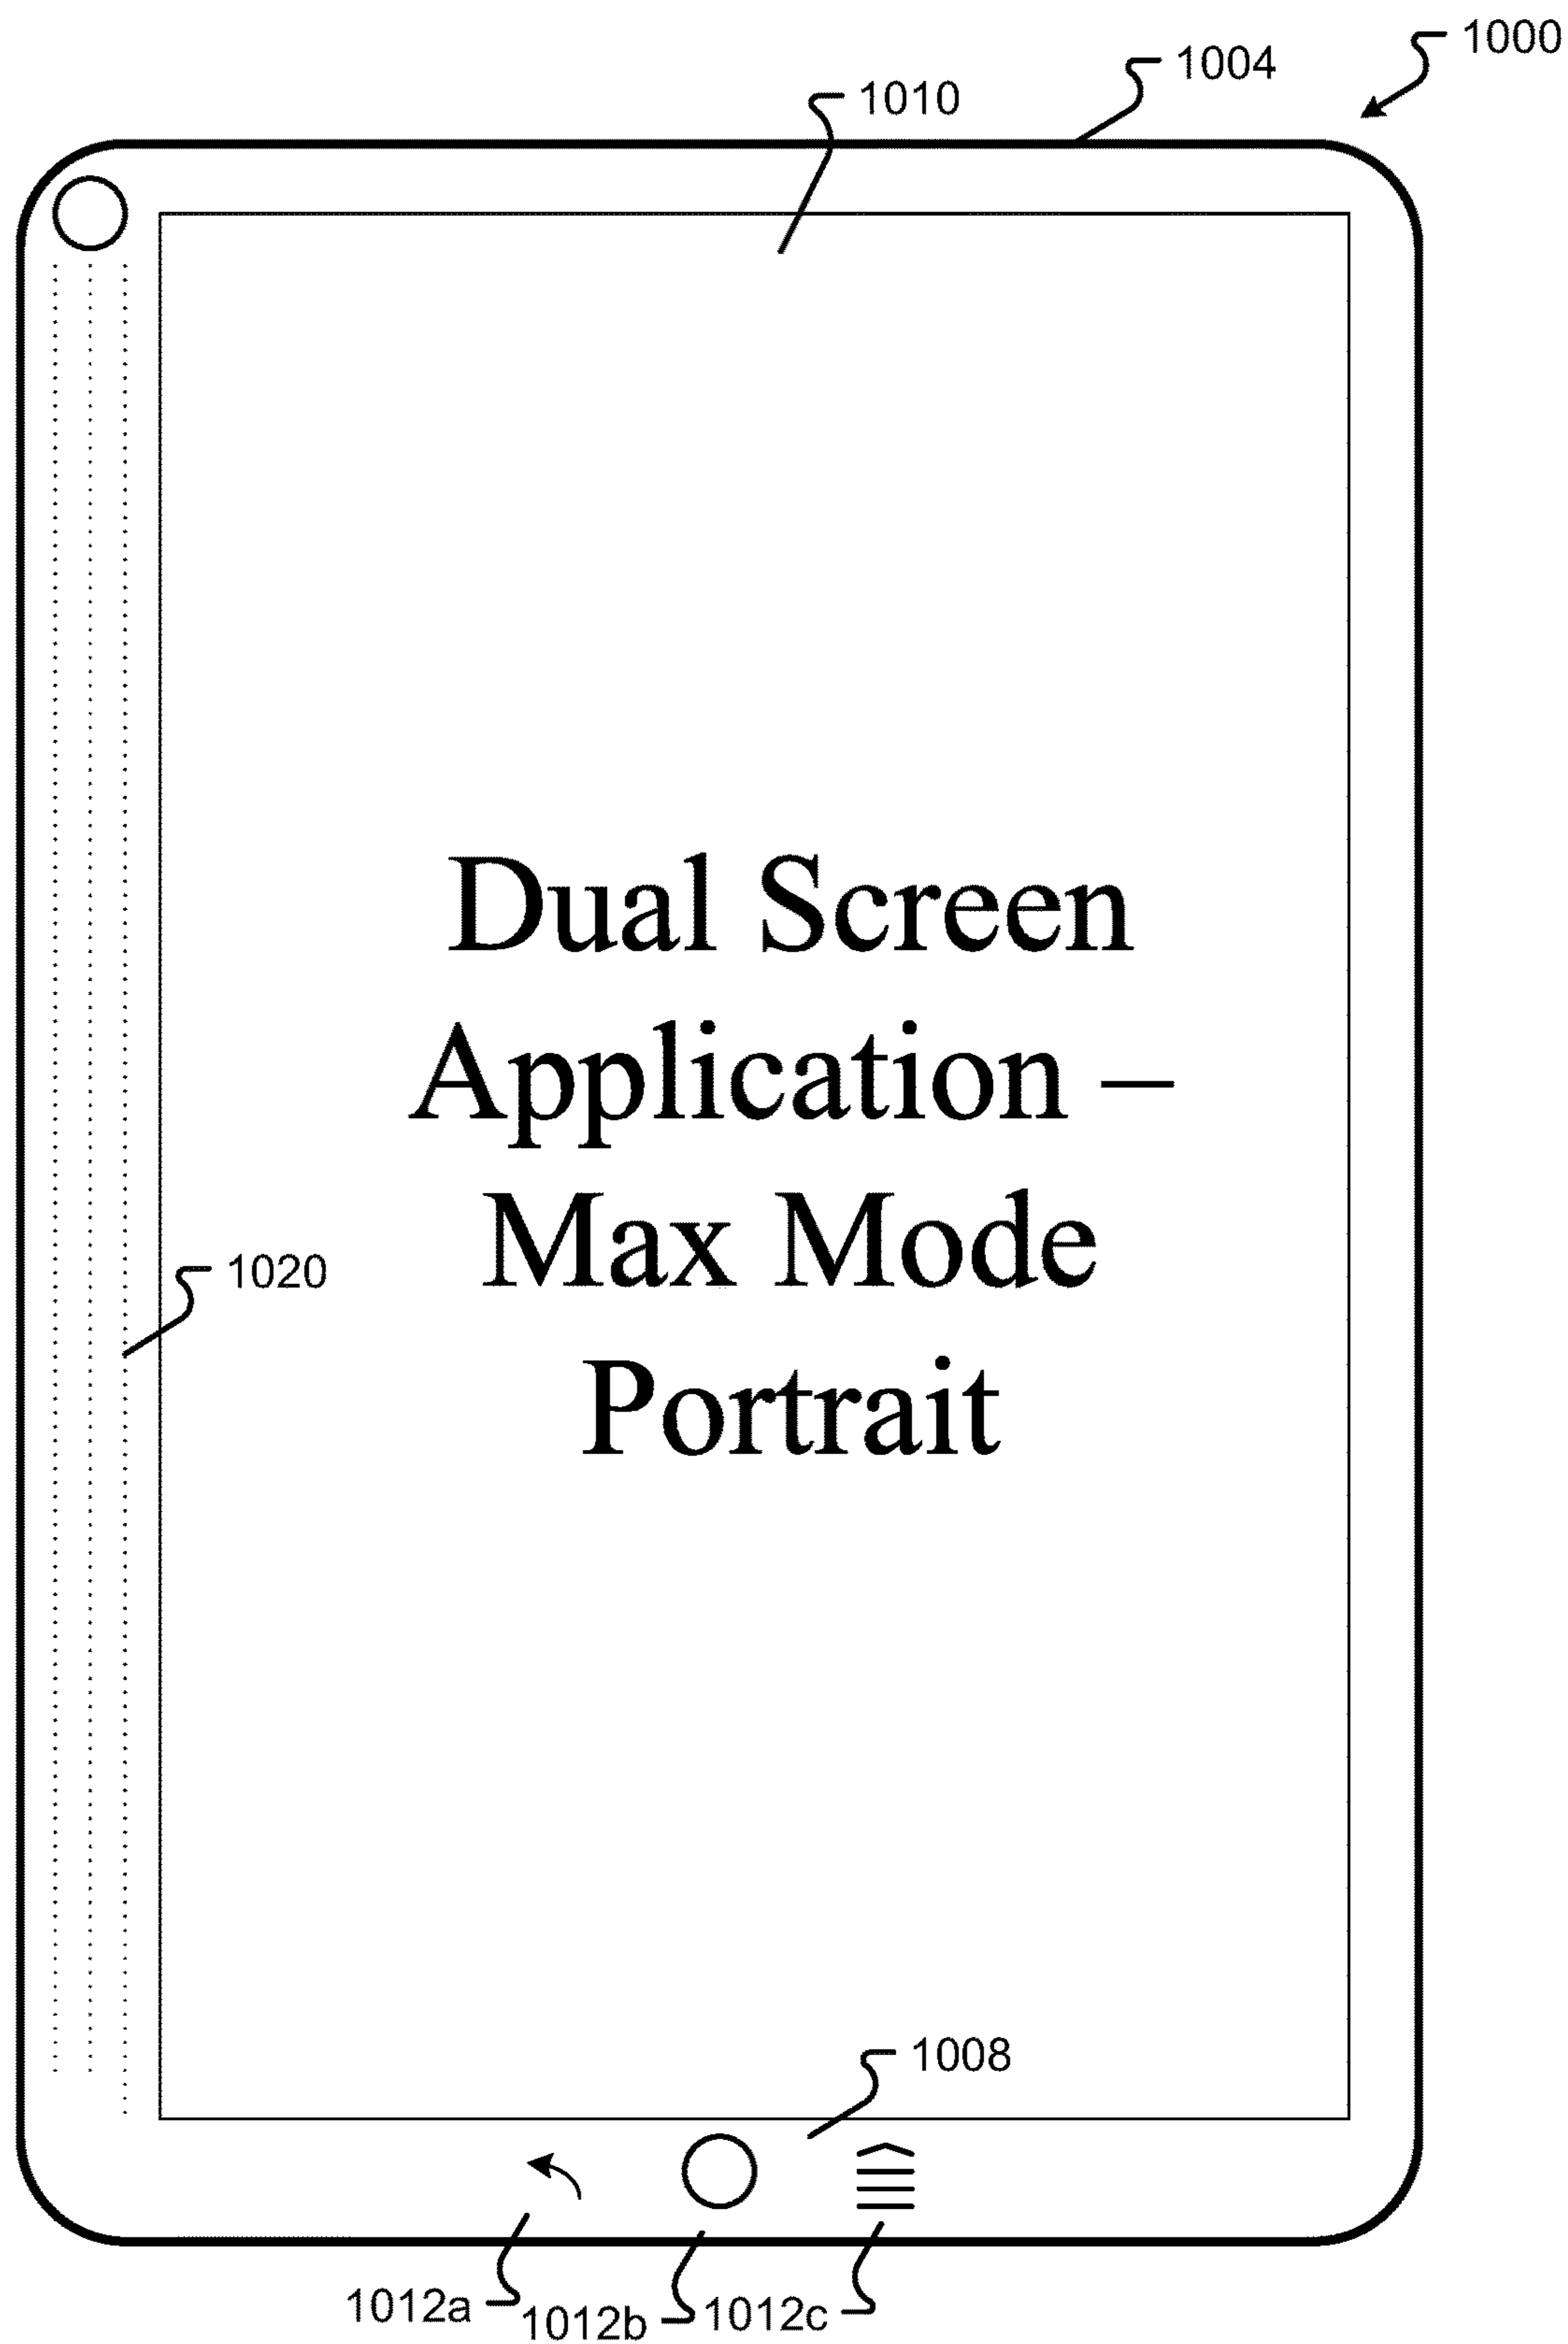 1000
1004
1010
Dual Screen
Application –
Max Mode
Portrait
1020
1008
1012a
1012b
1012c